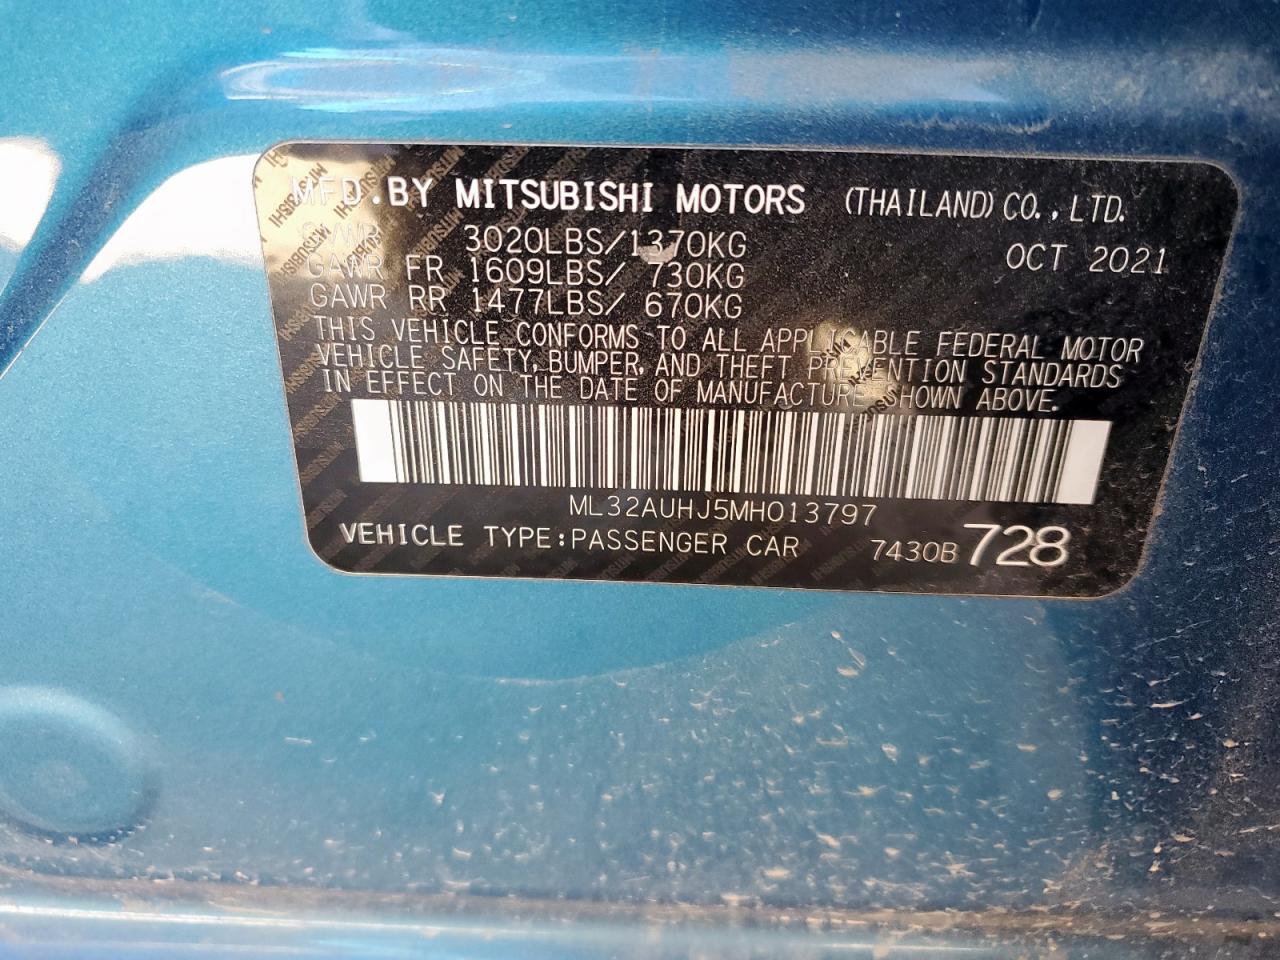 MFD.BY MITSUBISHI MOTORS (THAILAND) CO.,LTD.
GVWR 3020LBS/1370KG OCT 2021
GAWR FR 1609LBS/ 730KG
GAWR RR 1477LBS/ 670KG
THIS VEHICLE CONFORMS TO ALL APPLICABLE FEDERAL MOTOR
VEHICLE SAFETY, BUMPER, AND THEFT PREVENTION STANDARDS
IN EFFECT ON THE DATE OF MANUFACTURE SHOWN ABOVE.
ML32AUHJ5MH013797
VEHICLE TYPE:PASSENGER CAR 7430B728